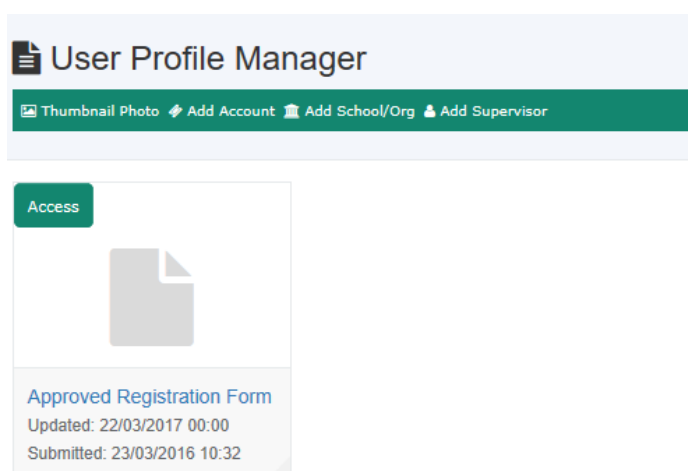 User Profile Manager
Thumbnail Photo Add Account Add School/Org Add Supervisor
Access
Approved Registration Form
Updated: 22/03/2017 00:00
Submitted: 23/03/2016 10:32